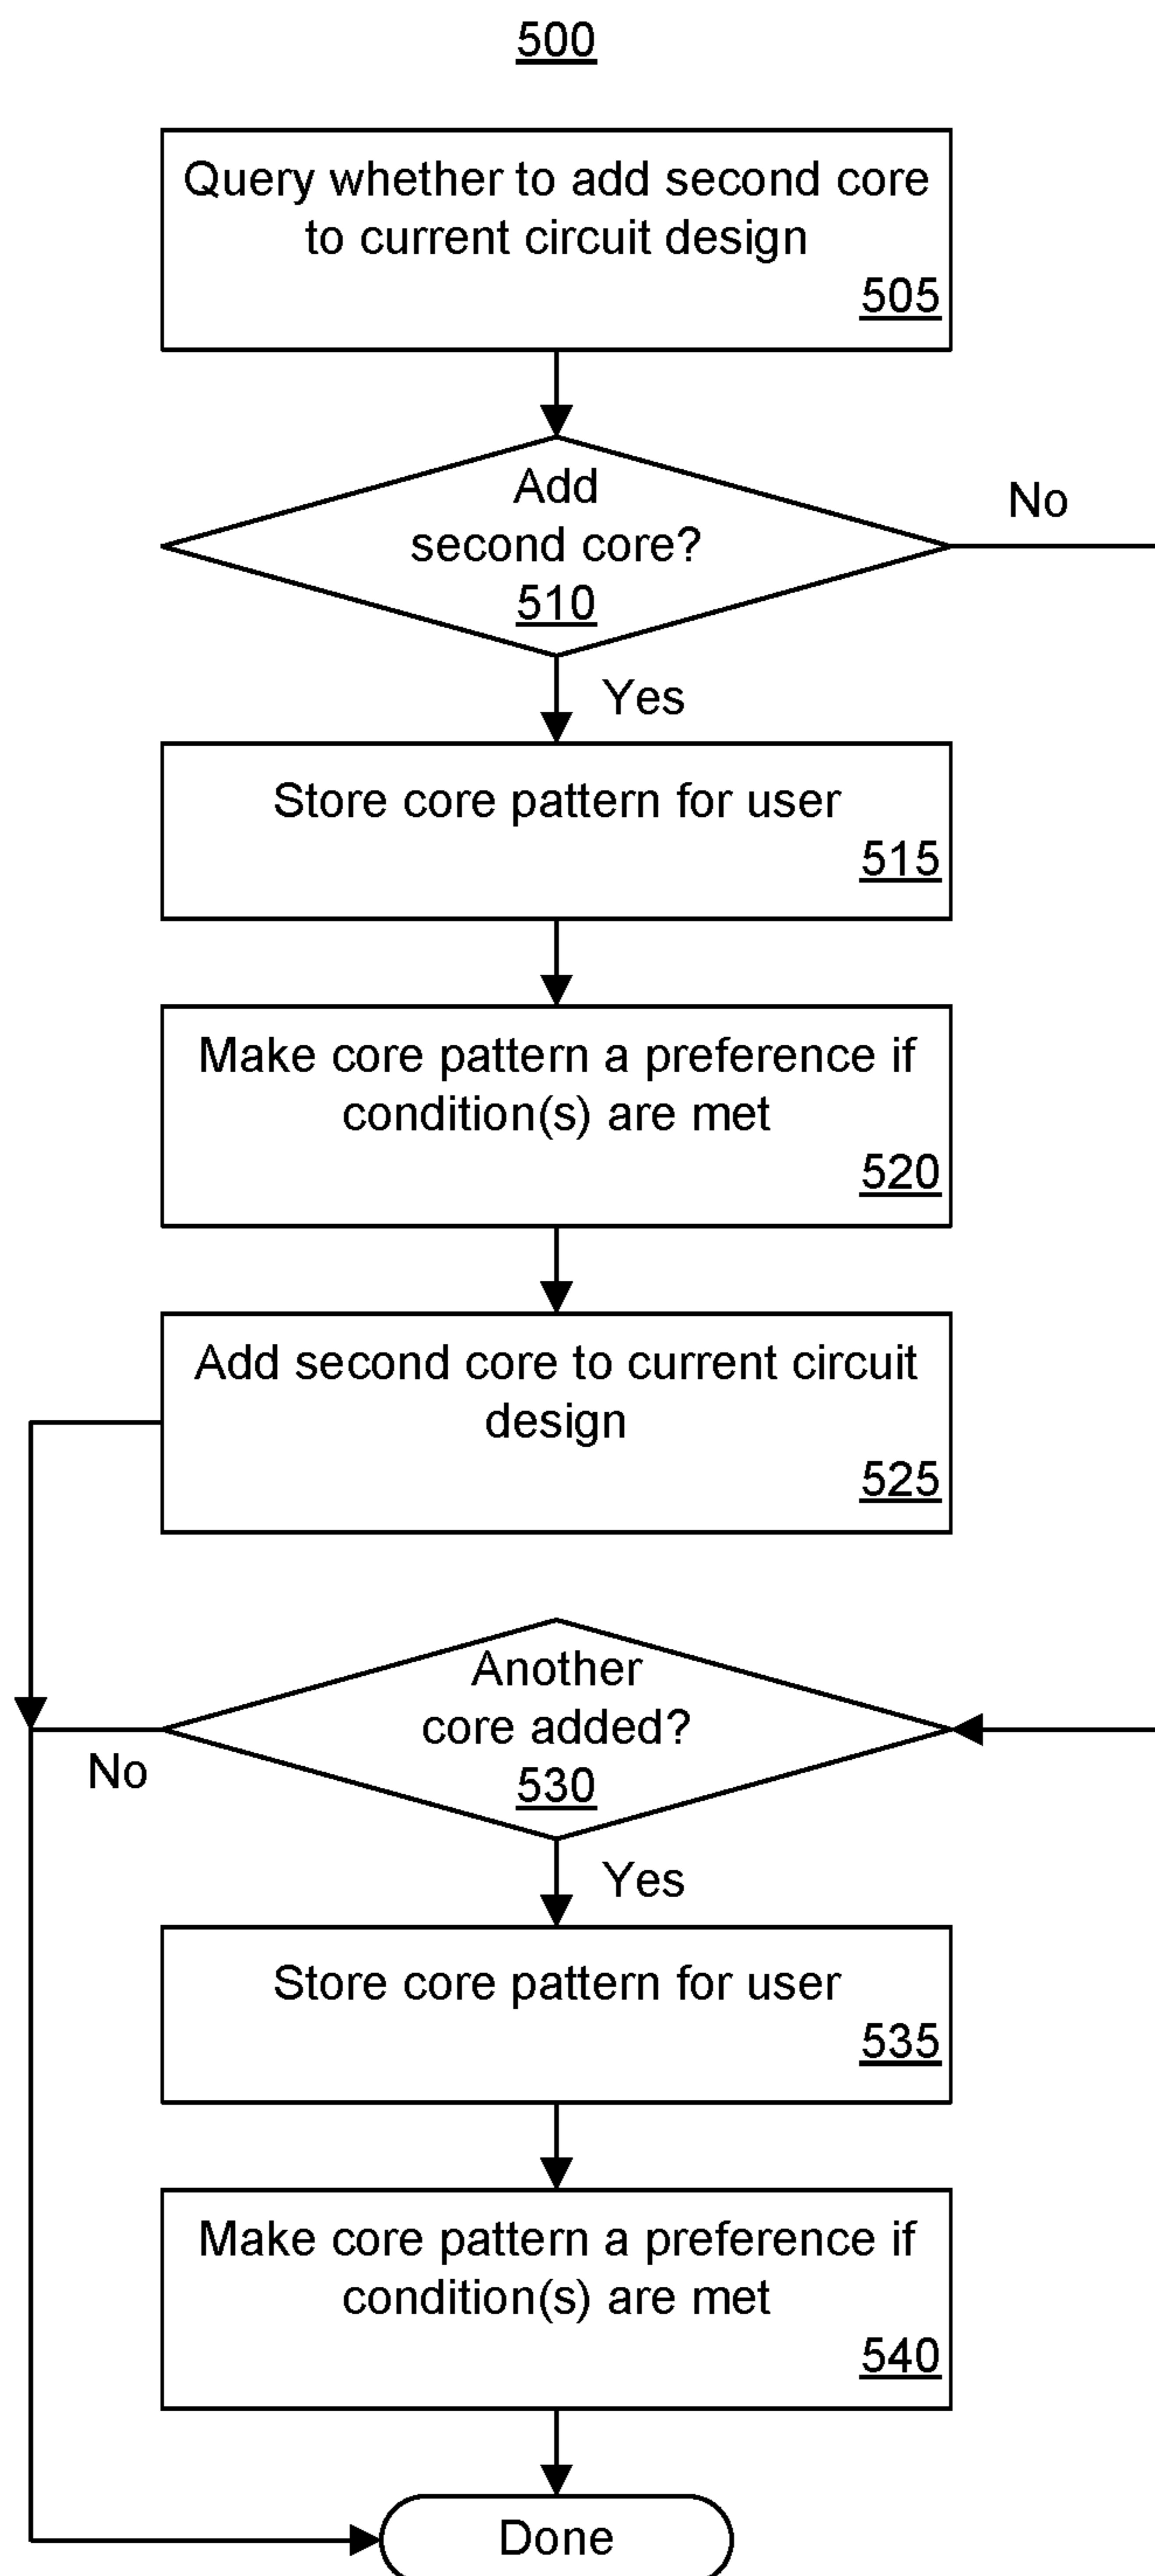 500
Query whether to add second core
to current circuit design
505
Add
second core?
510
No
Yes
Store core pattern for user
515
Make core pattern a preference if
condition(s) are met
520
Add second core to current circuit
design
525
Another
core added?
530
No
Yes
Store core pattern for user
535
Make core pattern a preference if
condition(s) are met
540
Done